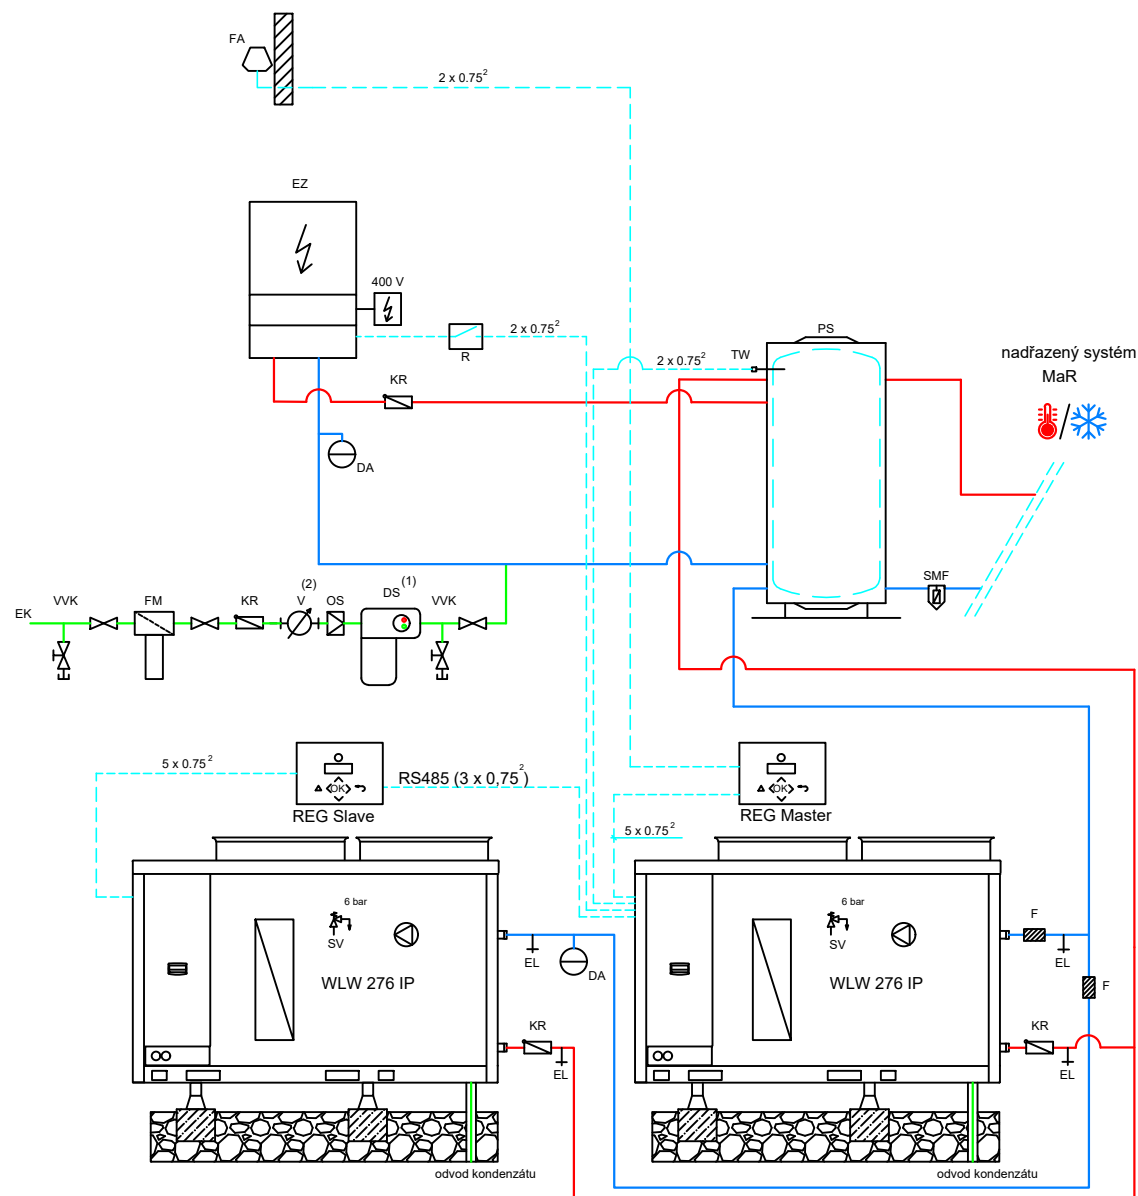 FA
2 x 0.75²
EZ
400 V
2 x 0.75²
R
KR
DA
TW
2 x 0.75²
PS
nadřazený systém
MaR
EK
VVK
FM
KR
(2)
V
OS
DS (1)
VVK
SMF
5 x 0.75²
OK
RS485 (3 x 0,75²)
REG Slave
OK
REG Master
5 x 0.75²
6 bar
SV
WLW 276 IP
EL
DA
KR
EL
6 bar
SV
WLW 276 IP
F
EL
F
KR
EL
odvod kondenzátu
odvod kondenzátu